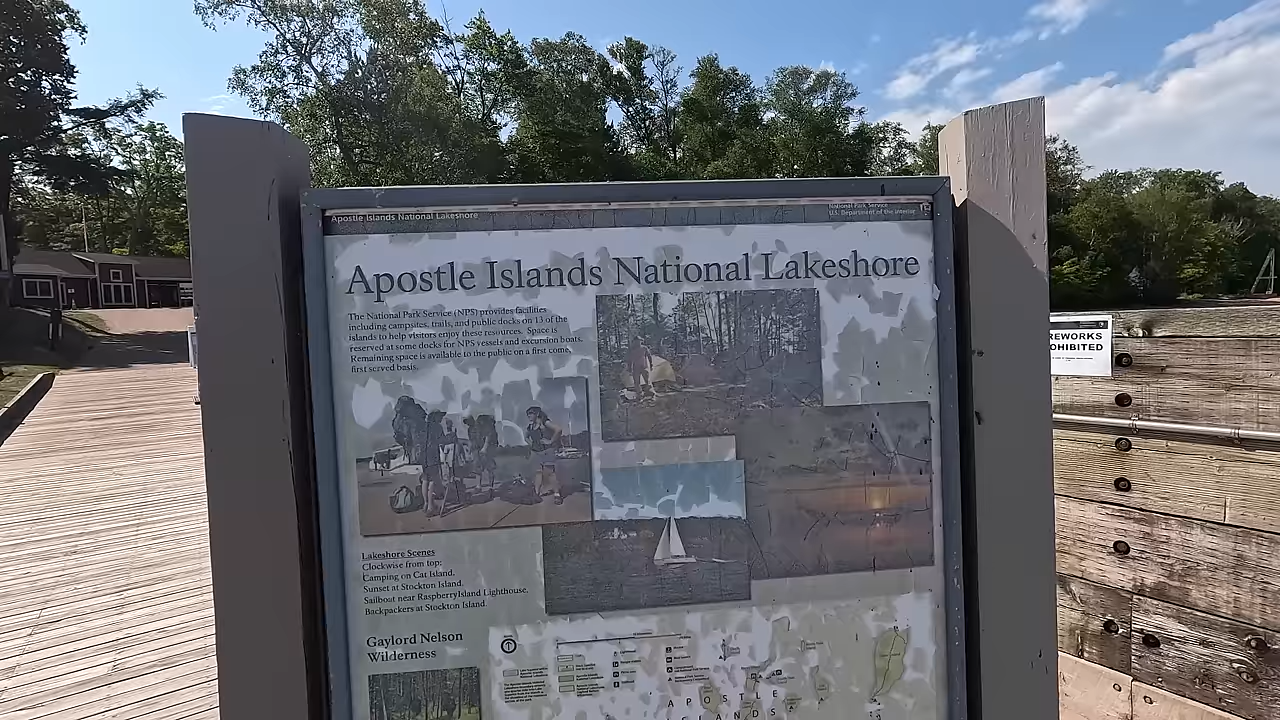 Apostle Islands National Lakeshore
National Park Service
U.S. Department of the Interior
Apostle Islands National Lakeshore
The National Park Service (NPS) provides facilities
including campsites, trails, and public docks on 13 of the
islands to help visitors enjoy these resources. Space is
reserved at some docks for NPS vessels and excursion boats.
Remaining space is available to the public on a first come,
first served basis.
Lakeshore Scenes
Clockwise from top:
Camping on Cat Island.
Sunset at Stockton Island.
Sailboat near Raspberry Island Lighthouse.
Backpackers at Stockton Island.
Gaylord Nelson
Wilderness
APOSTLE
ISLANDS
REWORKS
OHIBITED